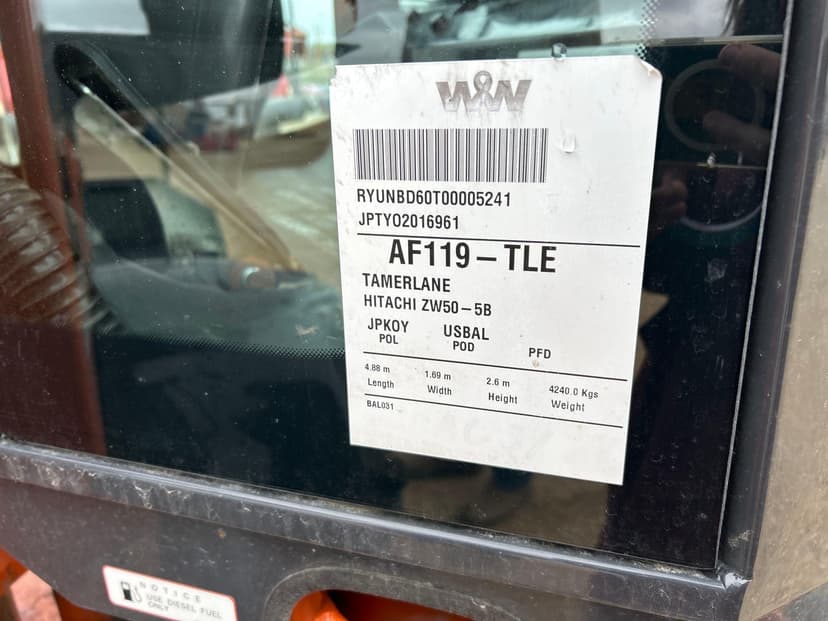 W&W
RYUNBD60T00005241
JPTYO2016961
AF119-TLE
TAMERLANE
HITACHI ZW50-5B
JPKOY USBAL
POL POD PFD
4.88 m 1.69 m 2.6 m 4240.0 Kgs
Length Width Height Weight
BAL031
NOTICE
USE DIESEL FUEL
ONLY